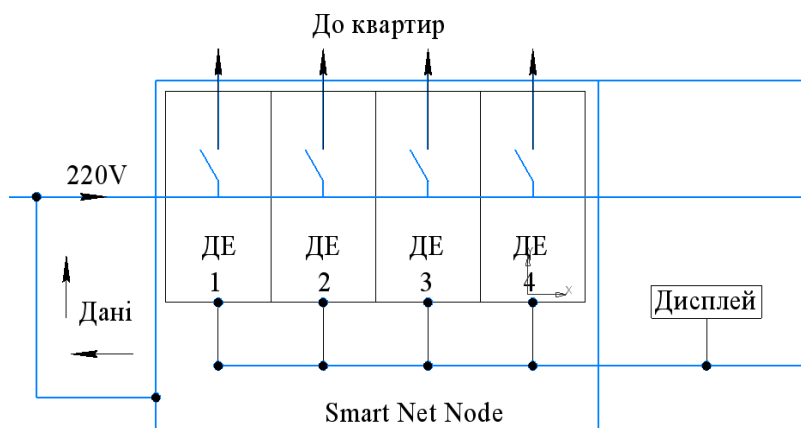 До квартир
220V
ДЕ ДЕ ДЕ ДЕ
1 2 3 4
Y
X
Дані
Дисплей
Smart Net Node